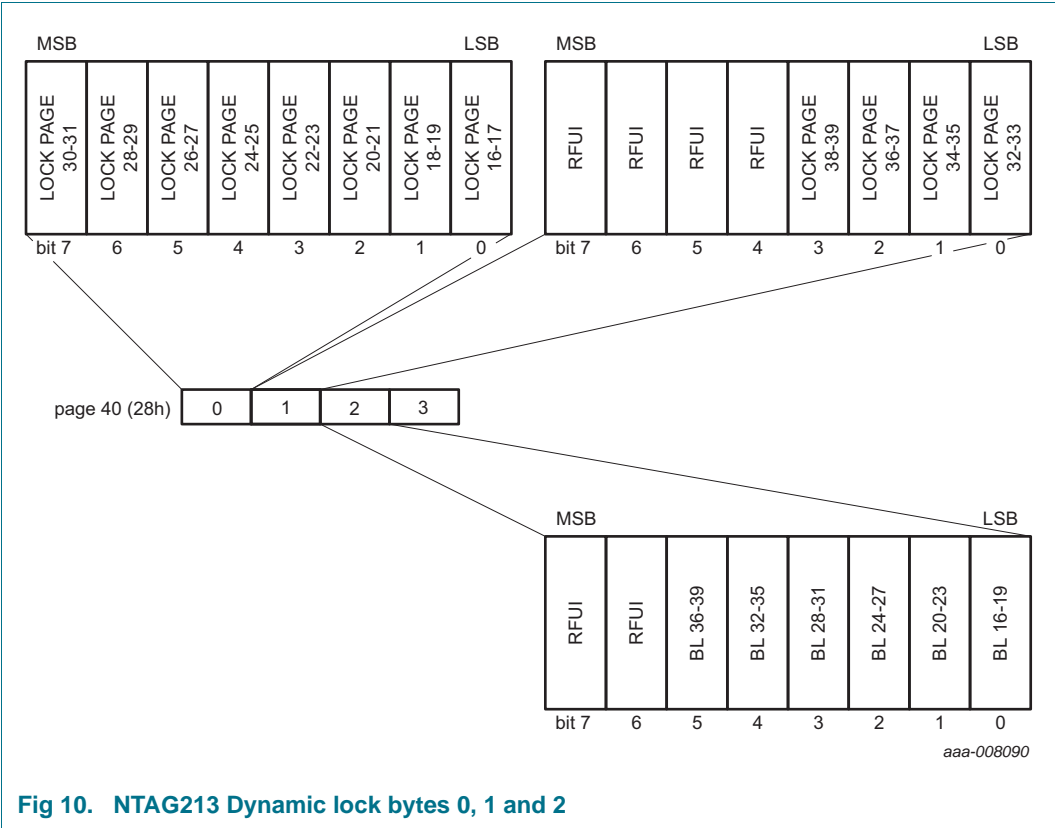 MSB LSB
LOCK PAGE 30-31
LOCK PAGE 28-29
LOCK PAGE 26-27
LOCK PAGE 24-25
LOCK PAGE 22-23
LOCK PAGE 20-21
LOCK PAGE 18-19
LOCK PAGE 16-17
bit 7 6 5 4 3 2 1 0
MSB LSB
RFUI
RFUI
RFUI
RFUI
LOCK PAGE 38-39
LOCK PAGE 36-37
LOCK PAGE 34-35
LOCK PAGE 32-33
bit 7 6 5 4 3 2 1 0
page 40 (28h) 0 1 2 3
MSB LSB
RFUI
RFUI
BL 36-39
BL 32-35
BL 28-31
BL 24-27
BL 20-23
BL 16-19
bit 7 6 5 4 3 2 1 0
aaa-008090
Fig 10. NTAG213 Dynamic lock bytes 0, 1 and 2